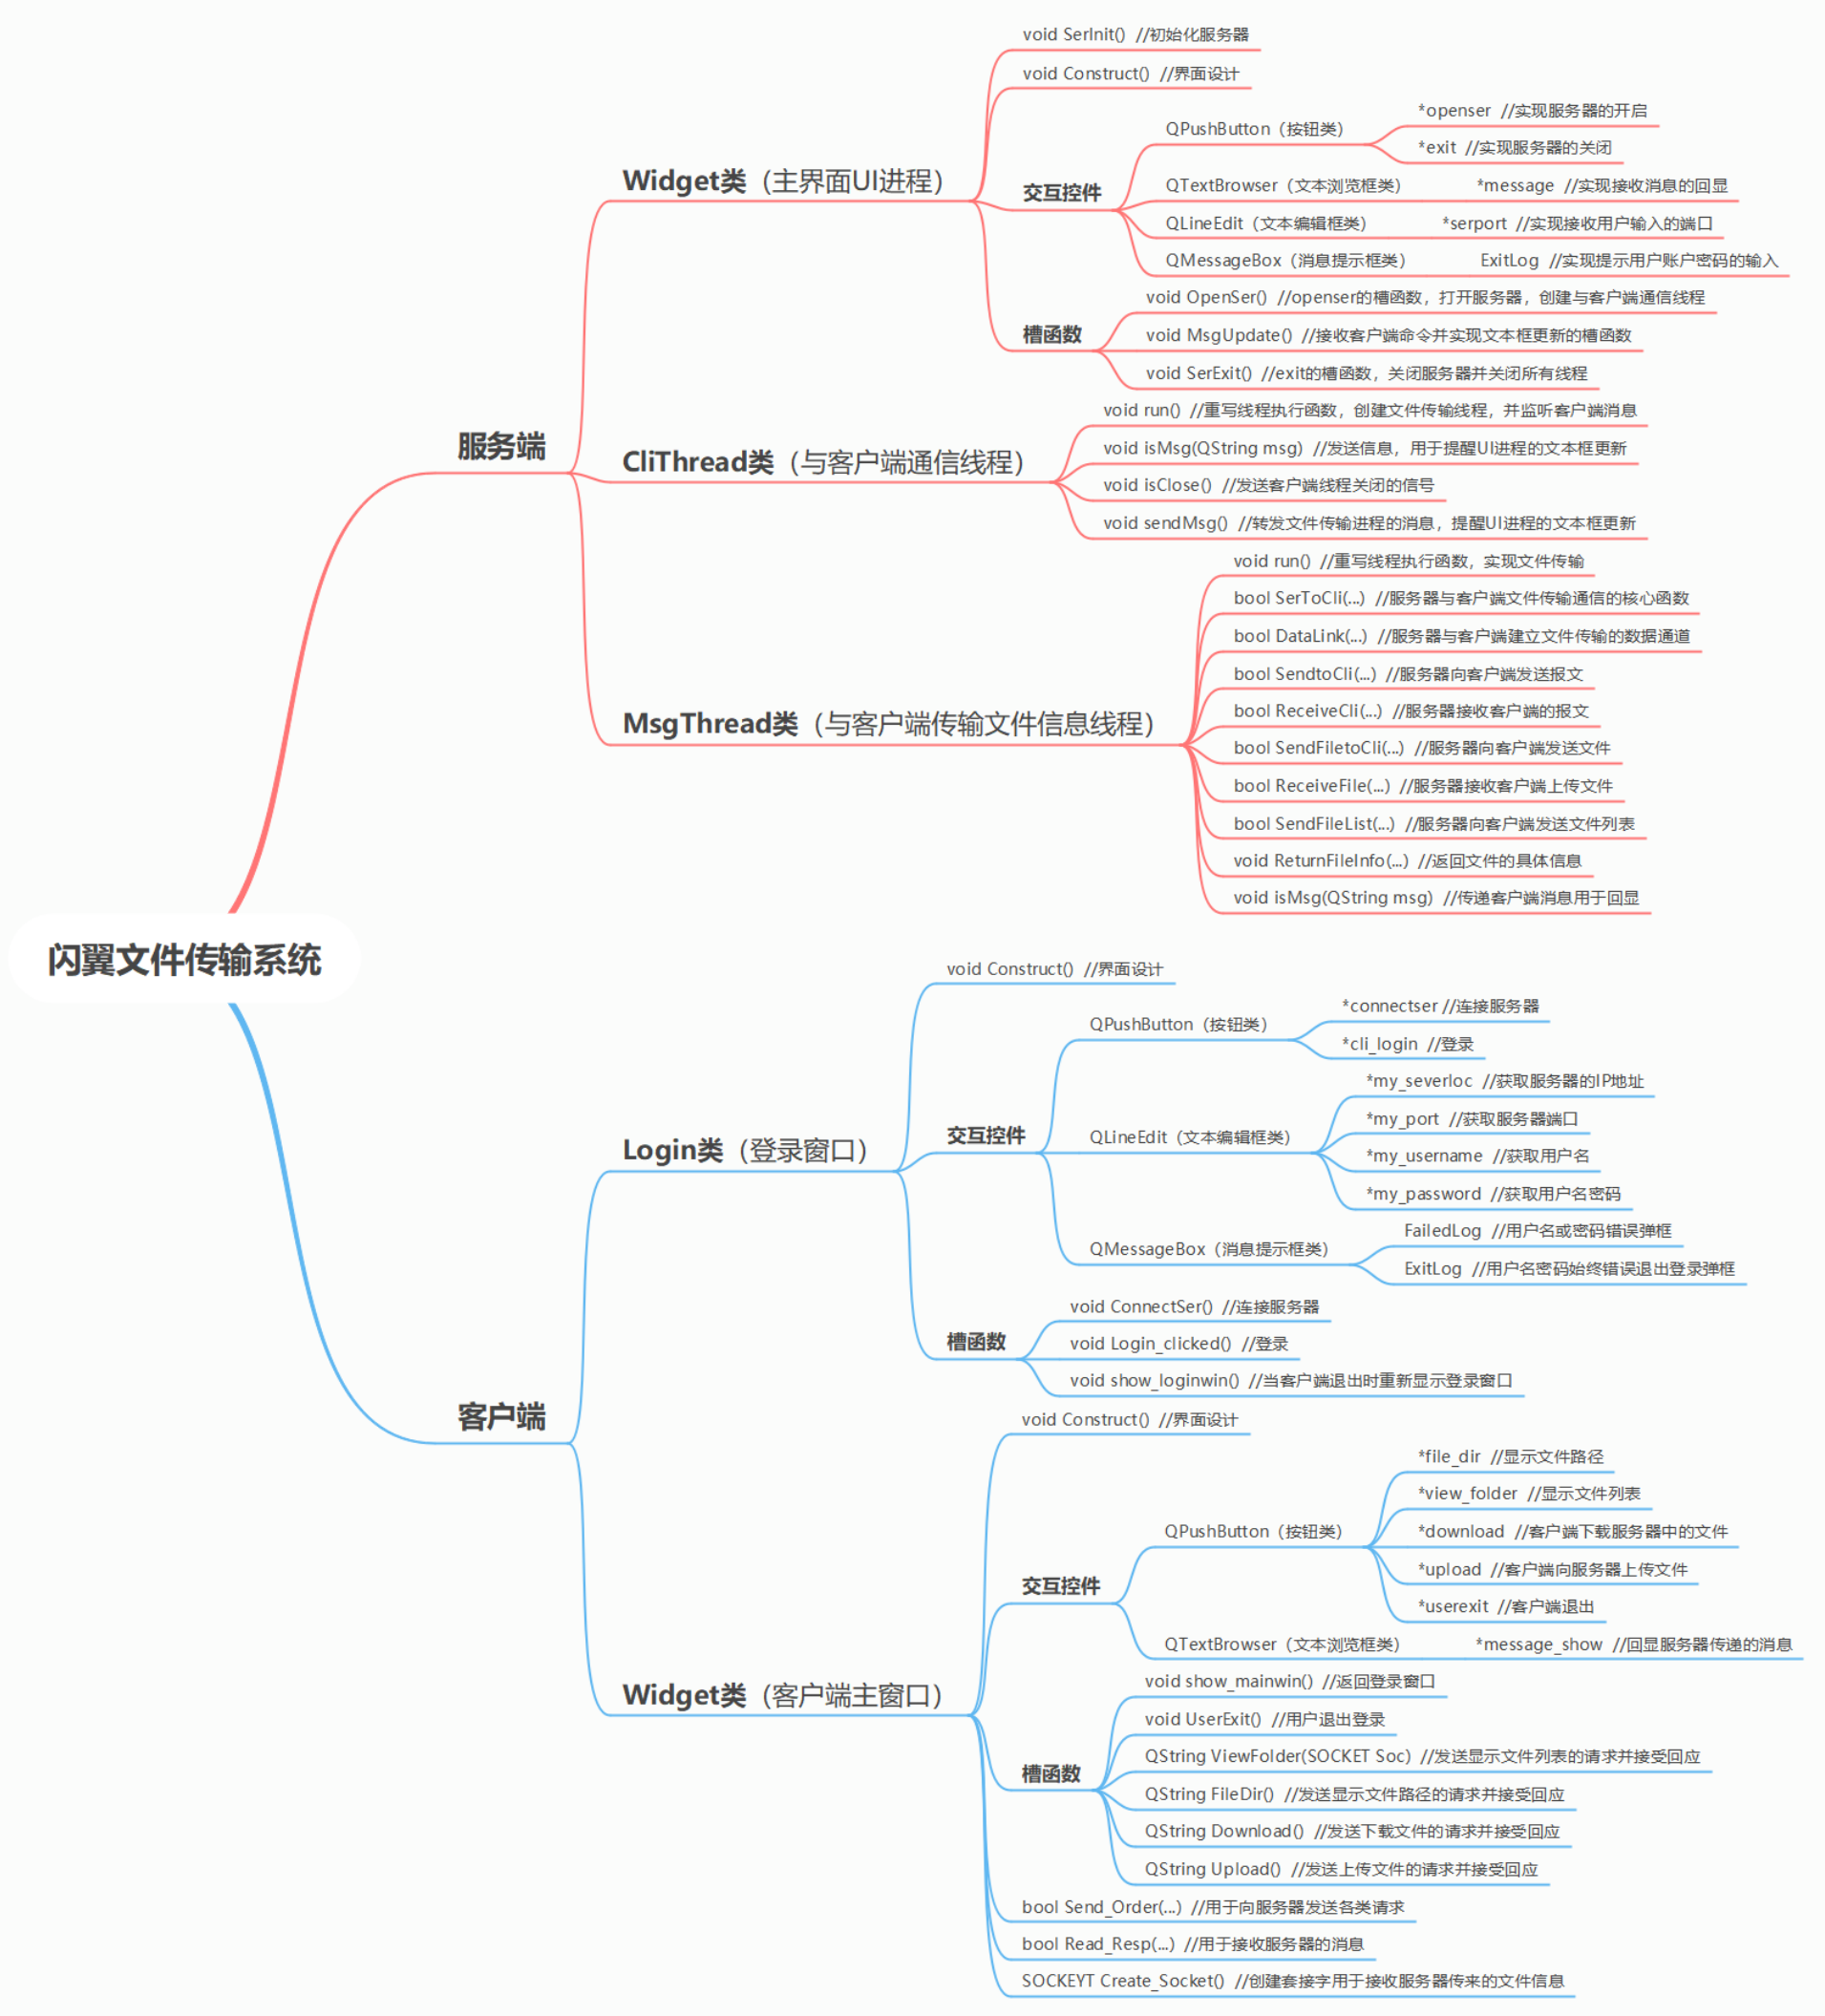 闪翼文件传输系统
服务端
Widget类（主界面UI进程）
void SerInit()  //初始化服务器
void Construct()  //界面设计
交互控件
QPushButton（按钮类）
*openser  //实现服务器的开启
*exit  //实现服务器的关闭
QTextBrowser（文本浏览框类）
*message  //实现接收消息的回显
QLineEdit（文本编辑框类）
*serport  //实现接收用户输入的端口
QMessageBox（消息提示框类）
ExitLog  //实现提示用户账户密码的输入
槽函数
void OpenSer()  //openser的槽函数，打开服务器，创建与客户端通信线程
void MsgUpdate()  //接收客户端命令并实现文本框更新的槽函数
void SerExit()  //exit的槽函数，关闭服务器并关闭所有线程
CliThread类（与客户端通信线程）
void run()  //重写线程执行函数，创建文件传输线程，并监听客户端消息
void isMsg(QString msg)  //发送信息，用于提醒UI进程的文本框更新
void isClose()  //发送客户端线程关闭的信号
void sendMsg()  //转发文件传输进程的消息，提醒UI进程的文本框更新
MsgThread类（与客户端传输文件信息线程）
void run()  //重写线程执行函数，实现文件传输
bool SerToCli(...)  //服务器与客户端文件传输通信的核心函数
bool DataLink(...)  //服务器与客户端建立文件传输的数据通道
bool SendtoCli(...)  //服务器向客户端发送报文
bool ReceiveCli(...)  //服务器接收客户端的报文
bool SendFiletoCli(...)  //服务器向客户端发送文件
bool ReceiveFile(...)  //服务器接收客户端上传文件
bool SendFileList(...)  //服务器向客户端发送文件列表
void ReturnFileInfo(...)  //返回文件的具体信息
void isMsg(QString msg)  //传递客户端消息用于回显
客户端
Login类（登录窗口）
void Construct()  //界面设计
交互控件
QPushButton（按钮类）
*connectser //连接服务器
*cli_login  //登录
QLineEdit（文本编辑框类）
*my_severloc  //获取服务器的IP地址
*my_port  //获取服务器端口
*my_username  //获取用户名
*my_password  //获取用户名密码
QMessageBox（消息提示框类）
FailedLog  //用户名或密码错误弹框
ExitLog  //用户名密码始终错误退出登录弹框
槽函数
void ConnectSer()  //连接服务器
void Login_clicked()  //登录
void show_loginwin()  //当客户端退出时重新显示登录窗口
Widget类（客户端主窗口）
void Construct()  //界面设计
交互控件
QPushButton（按钮类）
*file_dir  //显示文件路径
*view_folder  //显示文件列表
*download  //客户端下载服务器中的文件
*upload  //客户端向服务器上传文件
*userexit  //客户端退出
QTextBrowser（文本浏览框类）
*message_show  //回显服务器传递的消息
槽函数
void show_mainwin()  //返回登录窗口
void UserExit()  //用户退出登录
QString ViewFolder(SOCKET Soc)  //发送显示文件列表的请求并接受回应
QString FileDir()  //发送显示文件路径的请求并接受回应
QString Download()  //发送下载文件的请求并接受回应
QString Upload()  //发送上传文件的请求并接受回应
bool Send_Order(...)  //用于向服务器发送各类请求
bool Read_Resp(...)  //用于接收服务器的消息
SOCKEYT Create_Socket()  //创建套接字用于接收服务器传来的文件信息